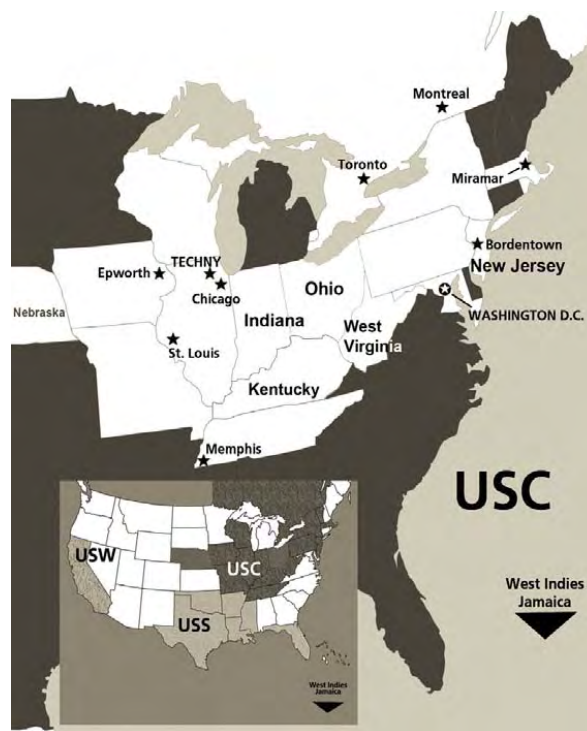 Montreal
Toronto
Miramar
Bordentown
New Jersey
Epworth
TECHNY
Chicago
Ohio
Indiana
WASHINGTON D.C.
Nebraska
West
Virginia
St. Louis
Kentucky
Memphis
USC
West Indies
Jamaica
USW
USC
USS
West Indies
Jamaica